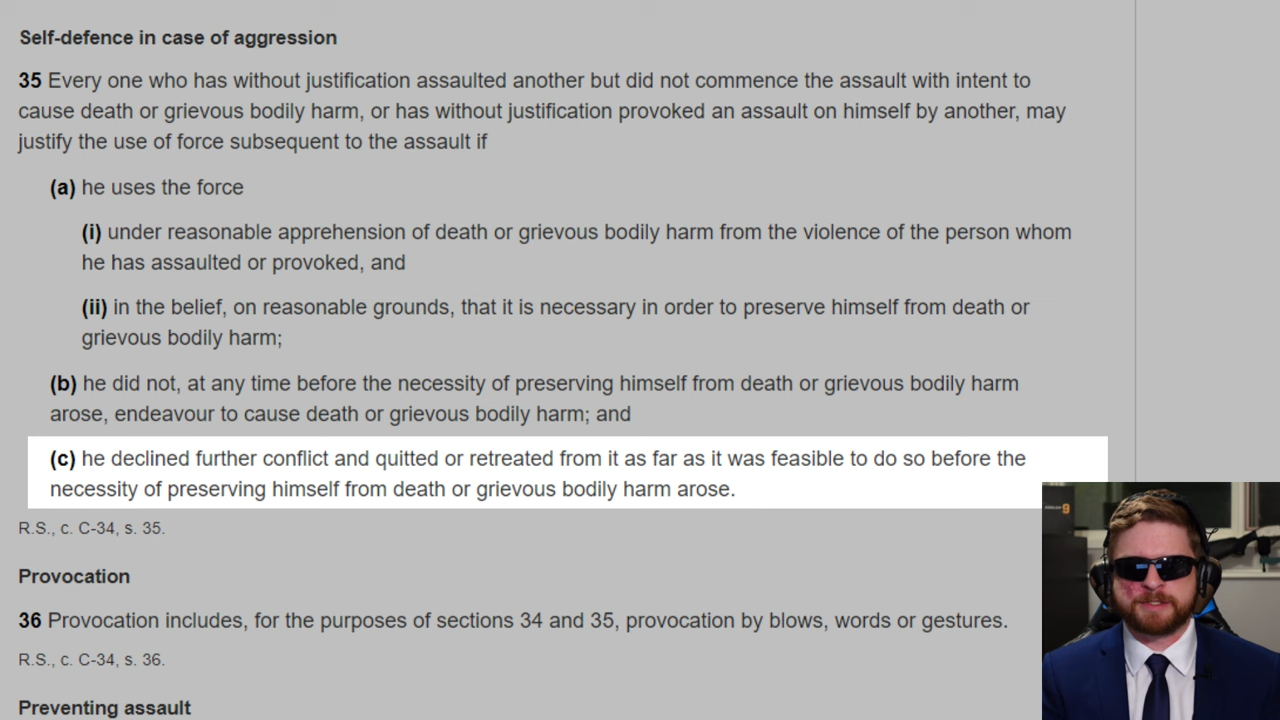 Self-defence in case of aggression
35 Every one who has without justification assaulted another but did not commence the assault with intent to
cause death or grievous bodily harm, or has without justification provoked an assault on himself by another, may
justify the use of force subsequent to the assault if
(a) he uses the force
(i) under reasonable apprehension of death or grievous bodily harm from the violence of the person whom
he has assaulted or provoked, and
(ii) in the belief, on reasonable grounds, that it is necessary in order to preserve himself from death or
grievous bodily harm;
(b) he did not, at any time before the necessity of preserving himself from death or grievous bodily harm
arose, endeavour to cause death or grievous bodily harm; and
(c) he declined further conflict and quitted or retreated from it as far as it was feasible to do so before the
necessity of preserving himself from death or grievous bodily harm arose.
R.S., c. C-34, s. 35.
Provocation
36 Provocation includes, for the purposes of sections 34 and 35, provocation by blows, words or gestures.
R.S., c. C-34, s. 36.
Preventing assault